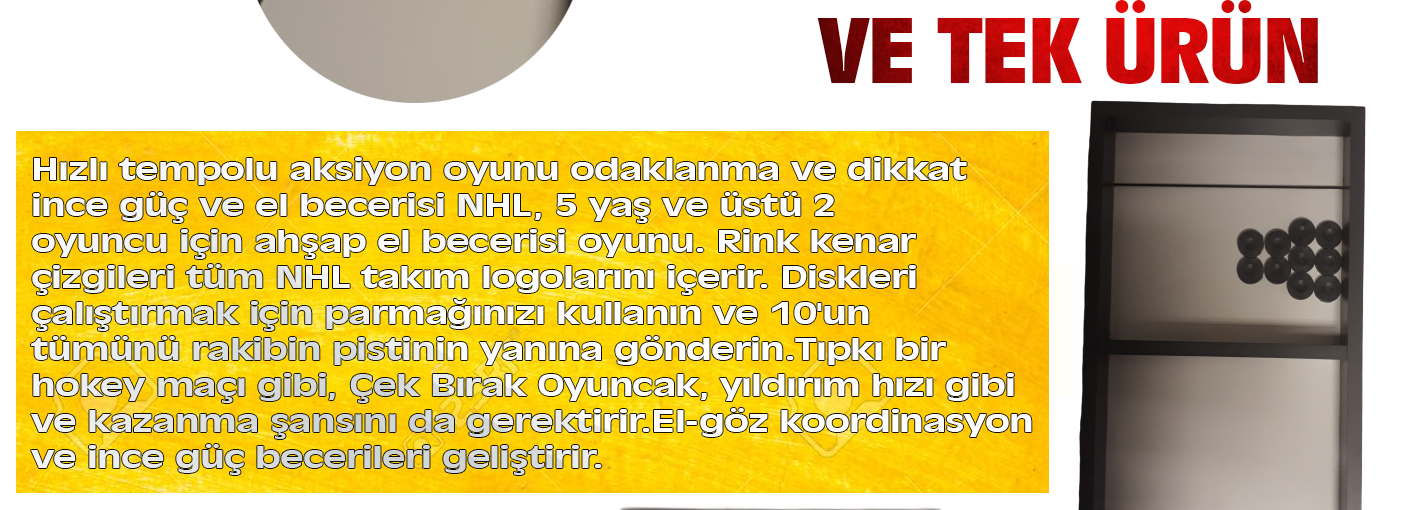 VE TEK ÜRÜN
Hızlı tempolu aksiyon oyunu odaklanma ve dikkat
ince güç ve el becerisi NHL, 5 yaş ve üstü 2
oyuncu için ahşap el becerisi oyunu. Rink kenar
çizgileri tüm NHL takım logolarını içerir. Diskleri
çalıştırmak için parmağınızı kullanın ve 10'un
tümünü rakibin pistinin yanına gönderin.Tıpkı bir
hokey maçı gibi, Çek Bırak Oyuncak, yıldırım hızı gibi
ve kazanma şansını da gerektirir.El-göz koordinasyon
ve ince güç becerileri geliştirir.